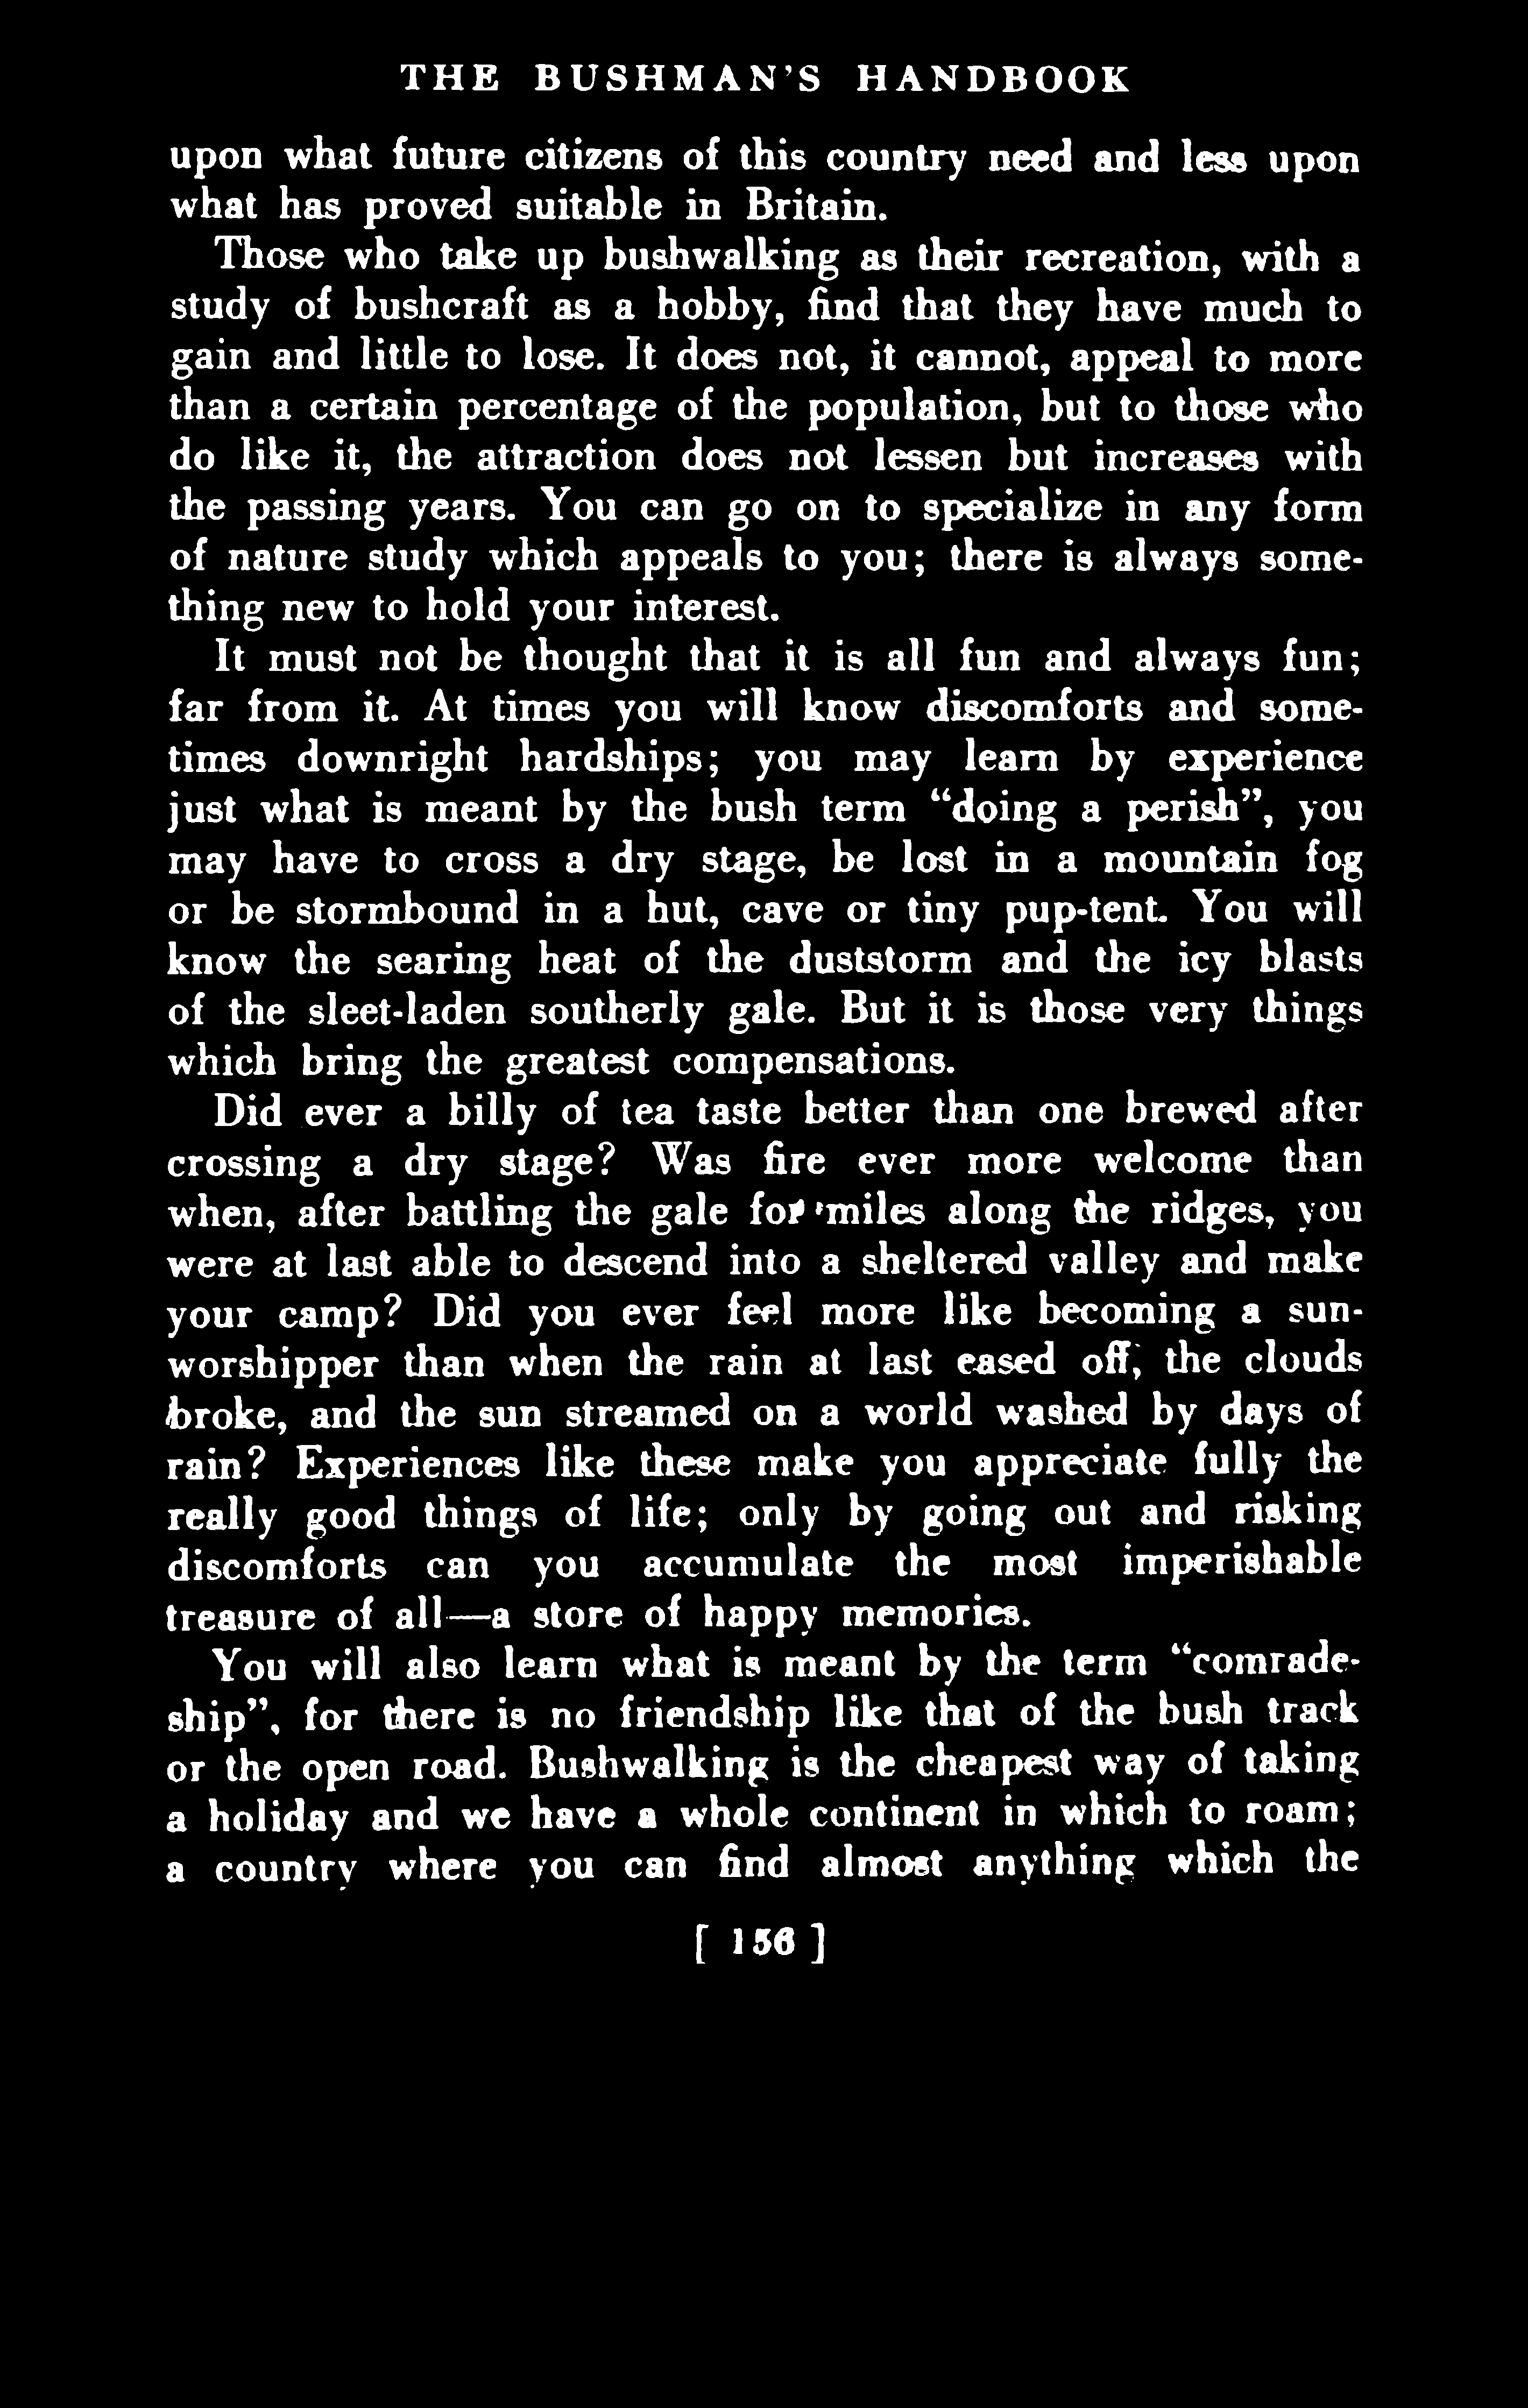 THE BUSHMAN'S HANDBOOK
upon what future citizens of this country need and less upon
what has proved suitable in Britain.
Those who take up bushwalking as their recreation, with a
study of bushcraft as a hobby, find that they have much to
gain and little to lose. It does not, it cannot, appeal to more
than a certain percentage of the population, but to those who
do like it, the attraction does not lessen but increases with
the passing years. You can go on to specialize in any form
of nature study which appeals to you; there is always some-
thing new to hold your interest.
It must not be thought that it is all fun and always fun;
far from it. At times you will know discomforts and some-
times downright hardships; you may learn by experience
just what is meant by the bush term “doing a perish”, you
may have to cross a dry stage, be lost in a mountain fog
or be stormbound in a hut, cave or tiny pup-tent. You will
know the searing heat of the duststorm and the icy blasts
of the sleet-laden southerly gale. But it is those very things
which bring the greatest compensations.
Did ever a billy of tea taste better than one brewed after
crossing a dry stage? Was fire ever more welcome than
when, after battling the gale for miles along the ridges, you
were at last able to descend into a sheltered valley and make
your camp? Did you ever feel more like becoming a sun-
worshipper than when the rain at last eased off, the clouds
broke, and the sun streamed on a world washed by days of
rain? Experiences like these make you appreciate fully the
really good things of life; only by going out and risking
discomforts can you accumulate the most imperishable
treasure of all—a store of happy memories.
You will also learn what is meant by the term “comrade-
ship”, for there is no friendship like that of the bush track
or the open road. Bushwalking is the cheapest way of taking
a holiday and we have a whole continent in which to roam;
a country where you can find almost anything which the
[ 156 ]